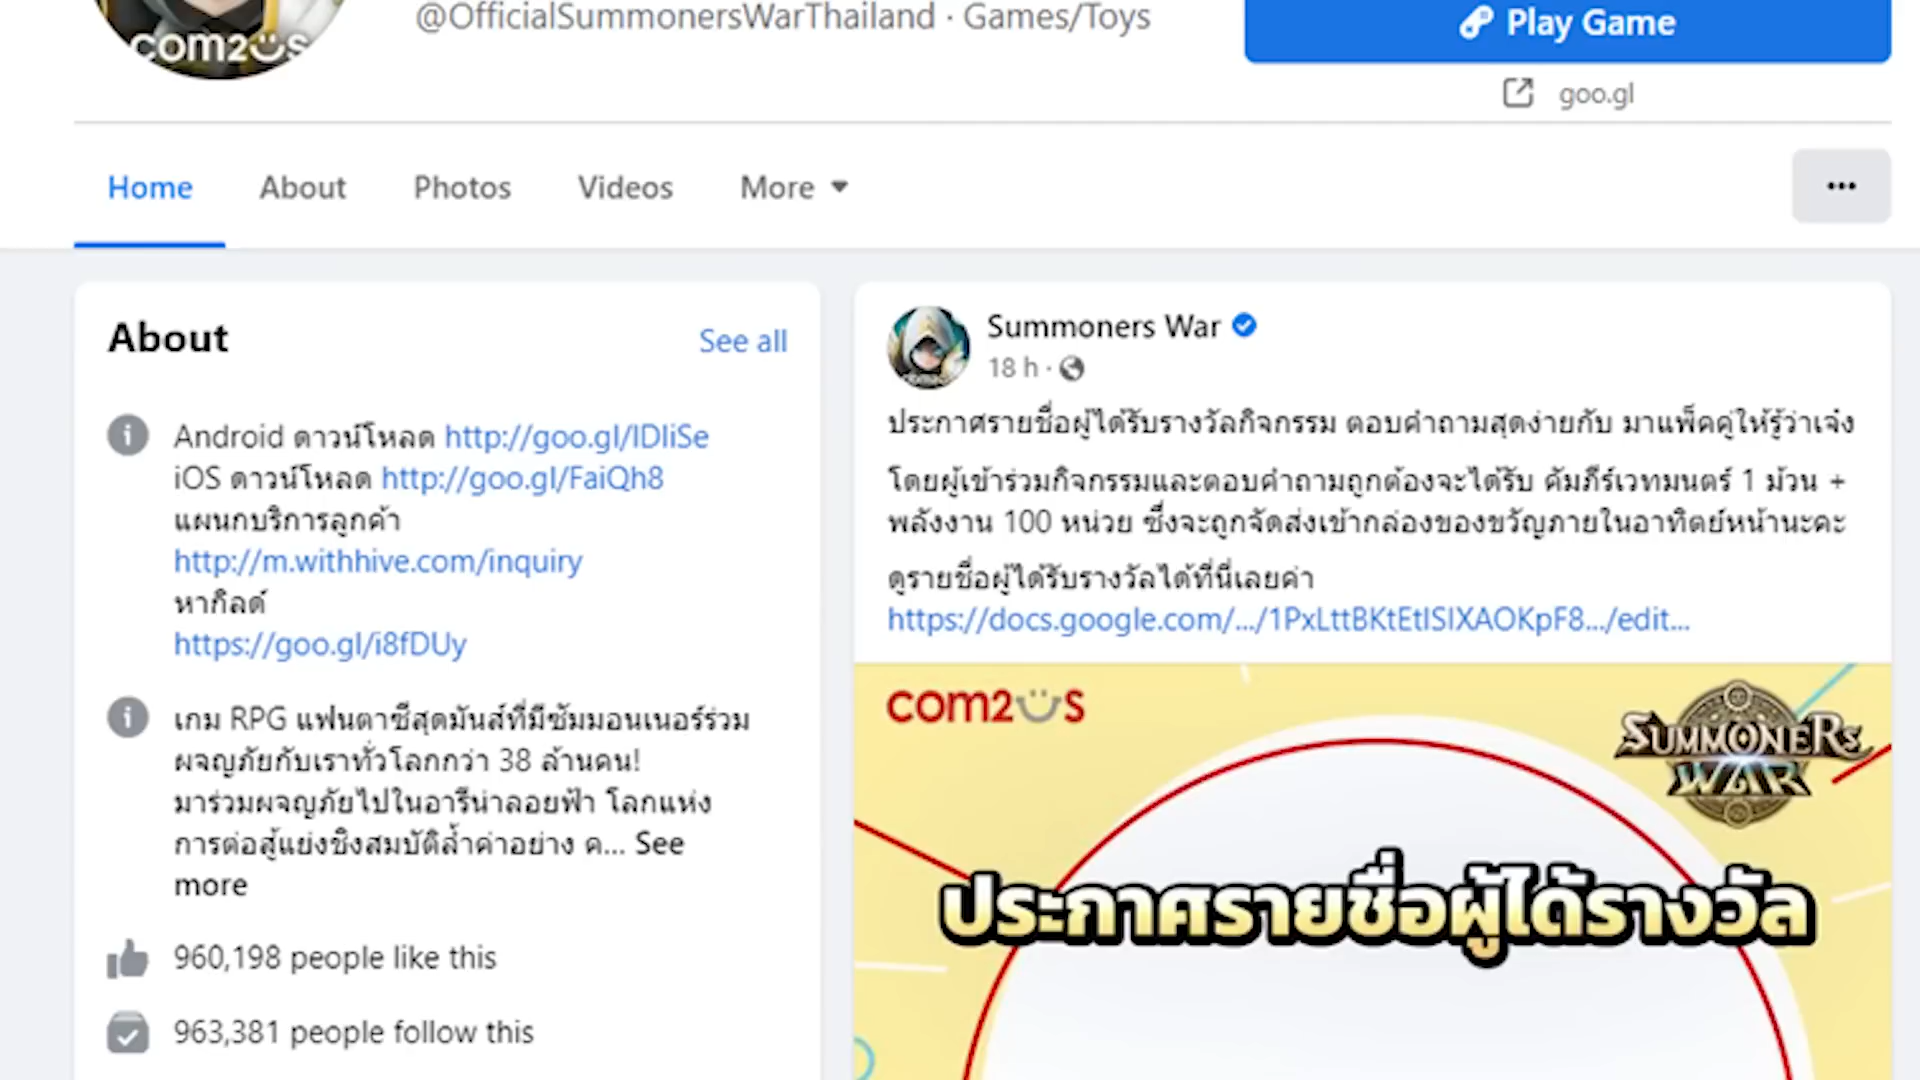 com2us
@OfficialSummonersWarThailand · Games/Toys
Play Game
goo.gl
Home
About
Photos
Videos
More
About
See all
Android ดาวน์โหลด http://goo.gl/IDIiSe
iOS ดาวน์โหลด http://goo.gl/FaiQh8
แผนกบริการลูกค้า
http://m.withhive.com/inquiry
หากิลด์
https://goo.gl/i8fDUy
เกม RPG แฟนตาซีสุดมันส์ที่มีซัมมอนเนอร์ร่วม
ผจญภัยกับเราทั่วโลกกว่า 38 ล้านคน!
มาร่วมผจญภัยไปในอารีน่าลอยฟ้า โลกแห่ง
การต่อสู้แย่งชิงสมบัติล้ำค่าอย่าง ค... See
more
960,198 people like this
963,381 people follow this
Summoners War
18 h ·
ประกาศรายชื่อผู้ได้รับรางวัลกิจกรรม ตอบคำถามสุดง่ายกับ มาแพ็คคู่ให้รู้ว่าเจ๋ง
โดยผู้เข้าร่วมกิจกรรมและตอบคำถามถูกต้องจะได้รับ คัมภีร์เวทมนตร์ 1 ม้วน +
พลังงาน 100 หน่วย ซึ่งจะถูกจัดส่งเข้ากล่องของขวัญภายในอาทิตย์หน้านะคะ
ดูรายชื่อผู้ได้รับรางวัลได้ที่นี่เลยค่า
https://docs.google.com/.../1PxLttBKtEtISIXAOKpF8.../edit...
com2us
SUMMONERS
WAR
ประกาศรายชื่อผู้ได้รางวัล